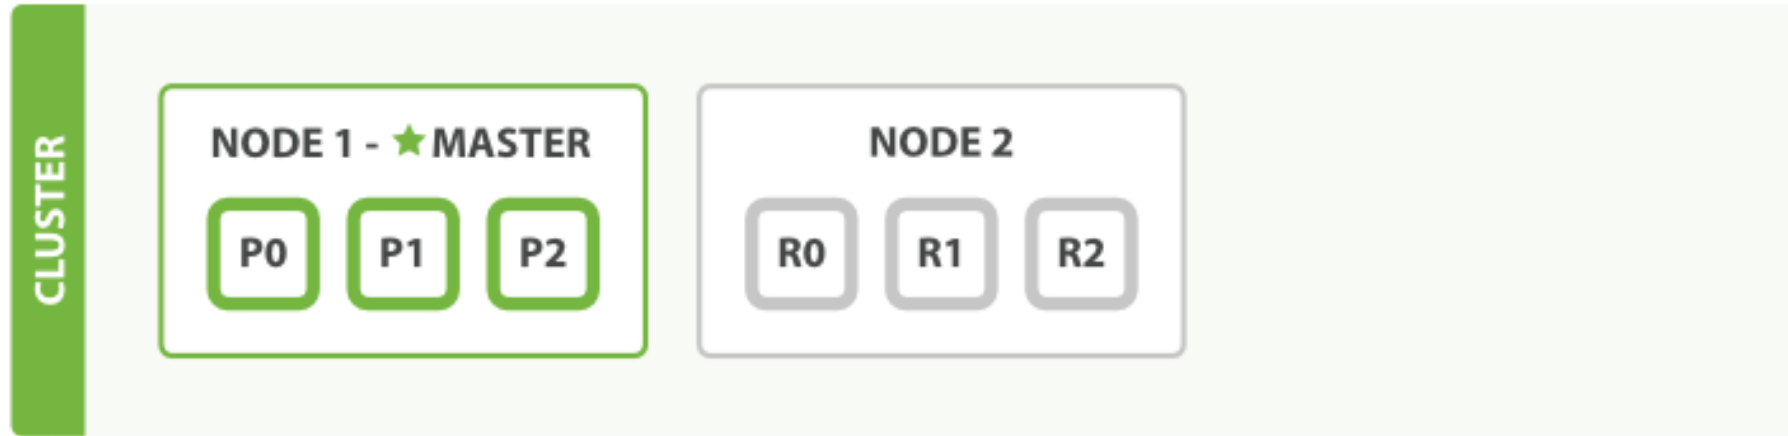 CLUSTER
NODE 1 - ★ MASTER
P0 P1 P2
NODE 2
R0 R1 R2